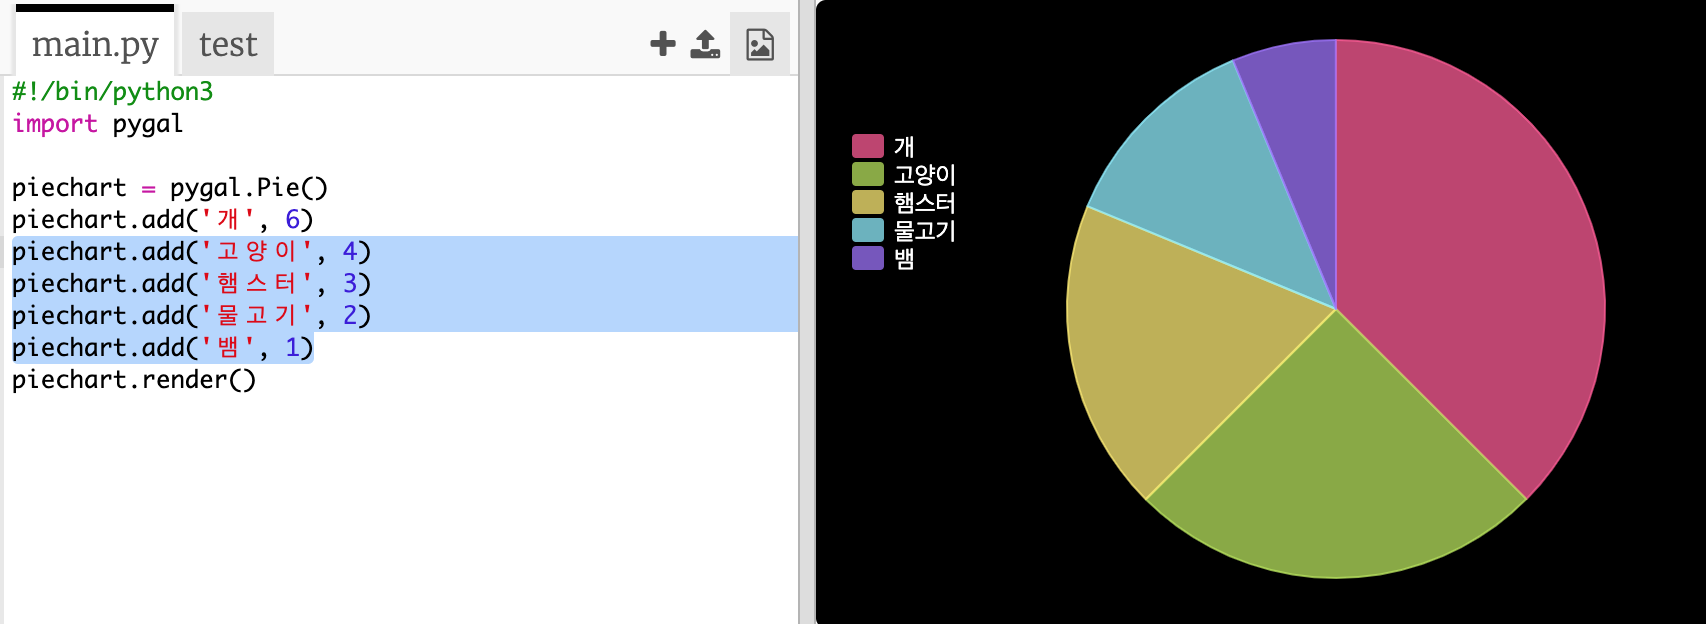 main.py test
#!/bin/python3
import pygal
piechart = pygal.Pie()
piechart.add('개', 6)
piechart.add('고양이', 4)
piechart.add('햄스터', 3)
piechart.add('물고기', 2)
piechart.add('뱀', 1)
piechart.render()
개
고양이
햄스터
물고기
뱀